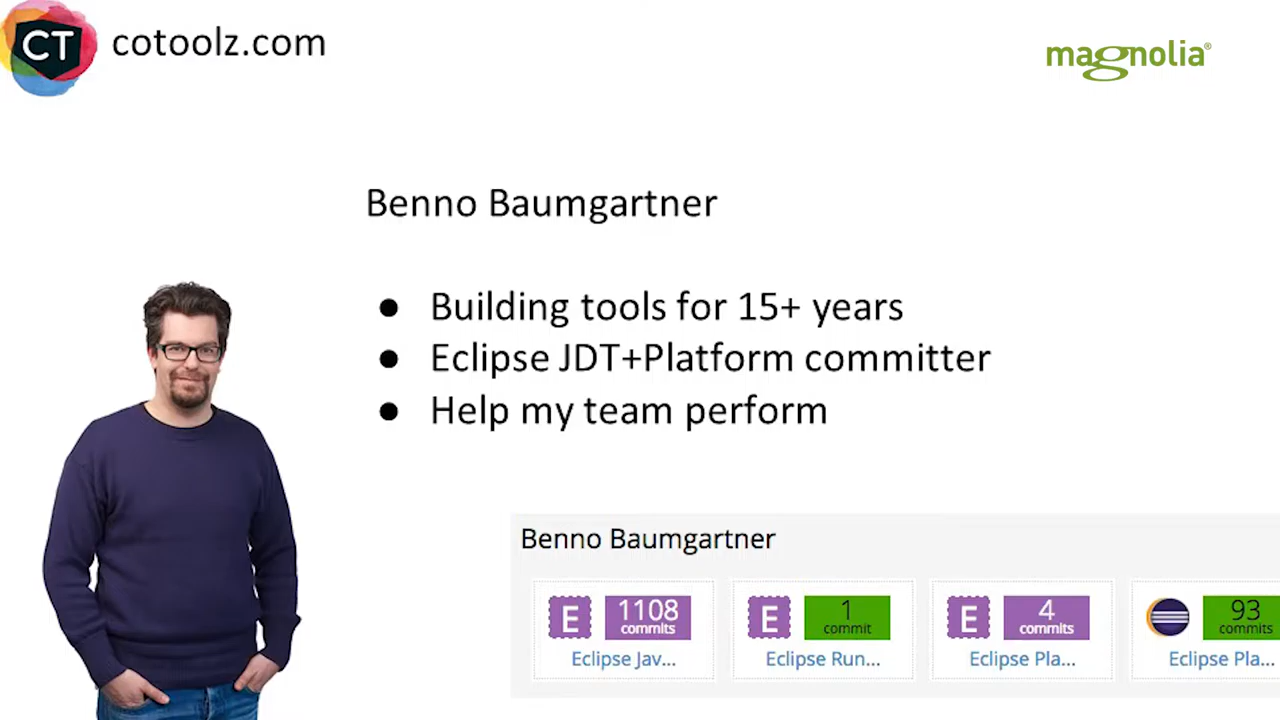 CT cotoolz.com
magnolia®
Benno Baumgartner
● Building tools for 15+ years
● Eclipse JDT+Platform committer
● Help my team perform
Benno Baumgartner
E 1108 commits
Eclipse Jav...
E 1 commit
Eclipse Run...
E 4 commits
Eclipse Pla...
93 commits
Eclipse Pla...